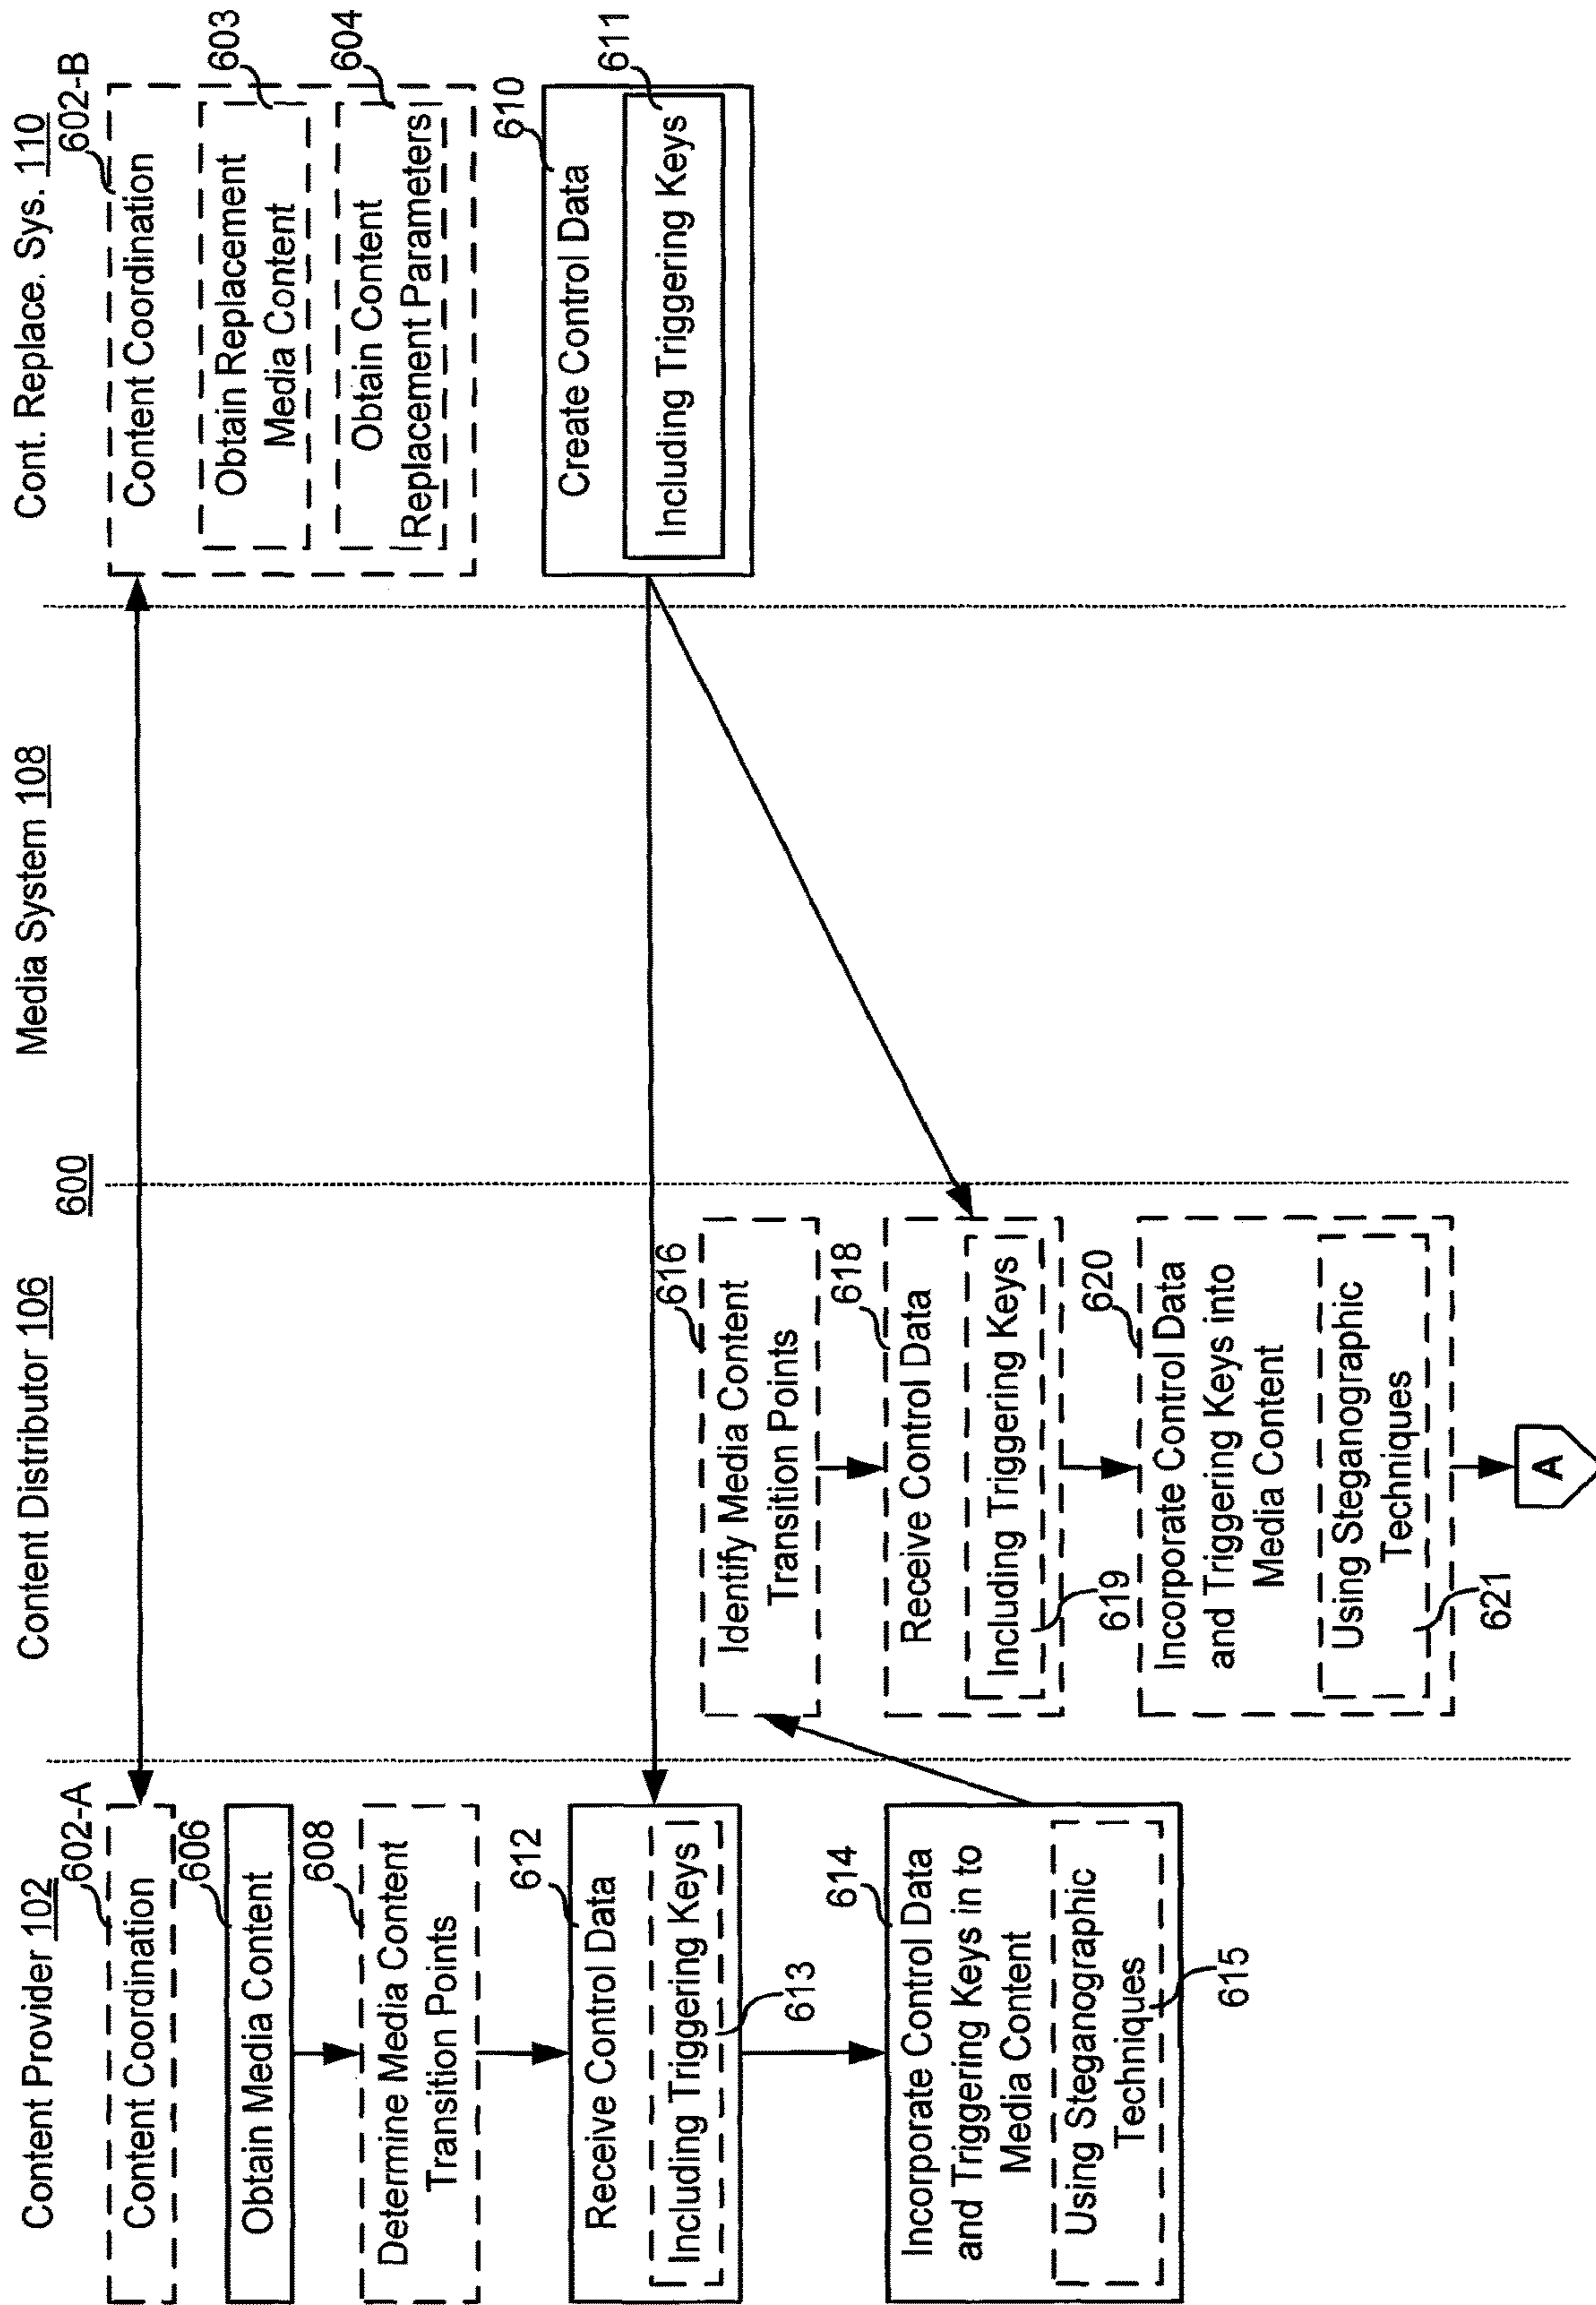 600
Content Provider 102
602-A
Content Coordination
606
Obtain Media Content
608
Determine Media Content
Transition Points
612
Receive Control Data
Including Triggering Keys
613
614
Incorporate Control Data
and Triggering Keys in to
Media Content
Using Steganographic
Techniques
615
Content Distributor 106
616
Identify Media Content
Transition Points
618
Receive Control Data
Including Triggering Keys
619
620
Incorporate Control Data
and Triggering Keys into
Media Content
Using Steganographic
Techniques
621
A
Media System 108
Cont. Replace. Sys. 110
602-B
Content Coordination
603
Obtain Replacement
Media Content
604
Obtain Content
Replacement Parameters
610
Create Control Data
611
Including Triggering Keys